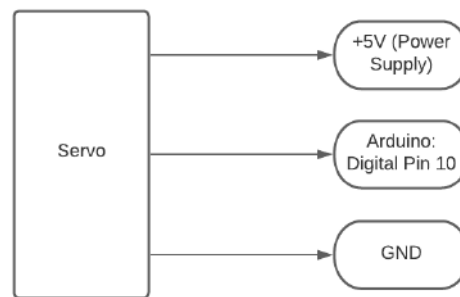 +5V (Power
Supply)
Servo
Arduino:
Digital Pin 10
GND